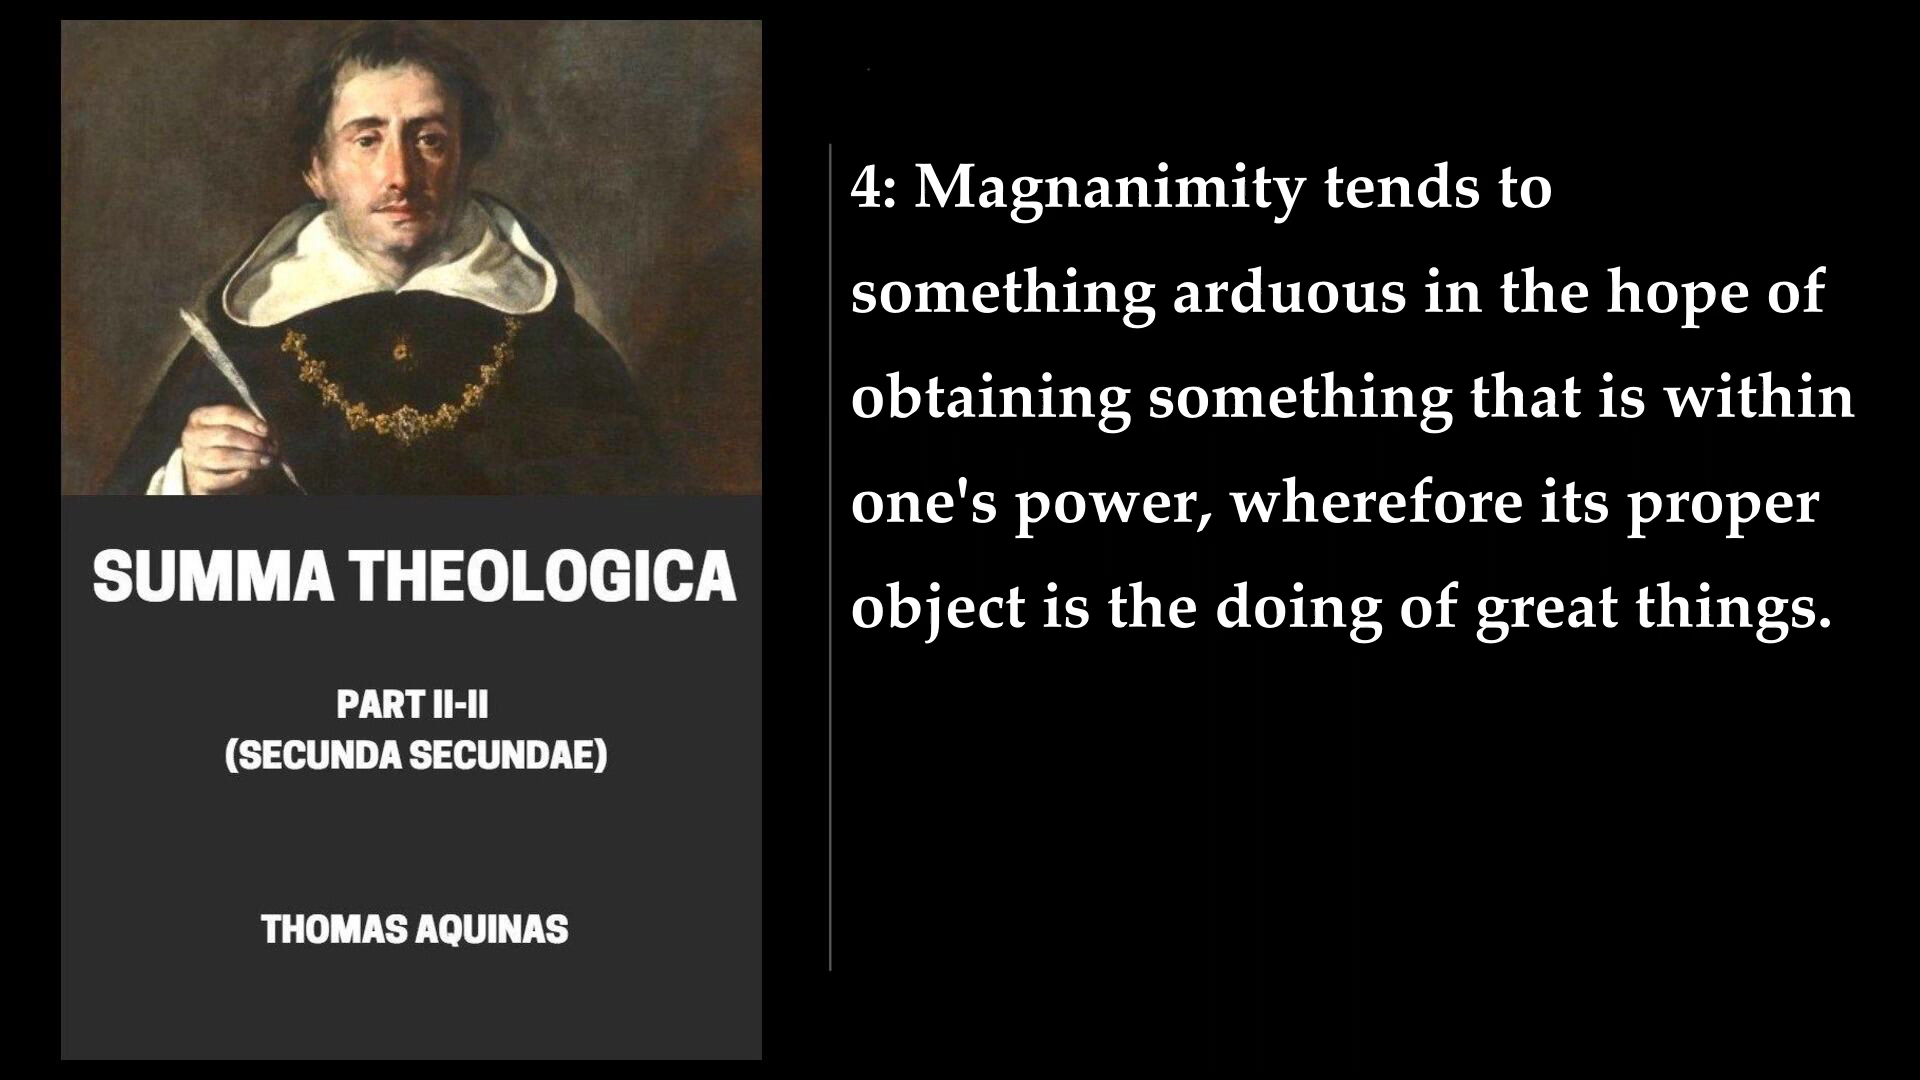 SUMMA THEOLOGICA
PART II-II
(SECUNDA SECUNDAE)
THOMAS AQUINAS
4: Magnanimity tends to
something arduous in the hope of
obtaining something that is within
one's power, wherefore its proper
object is the doing of great things.